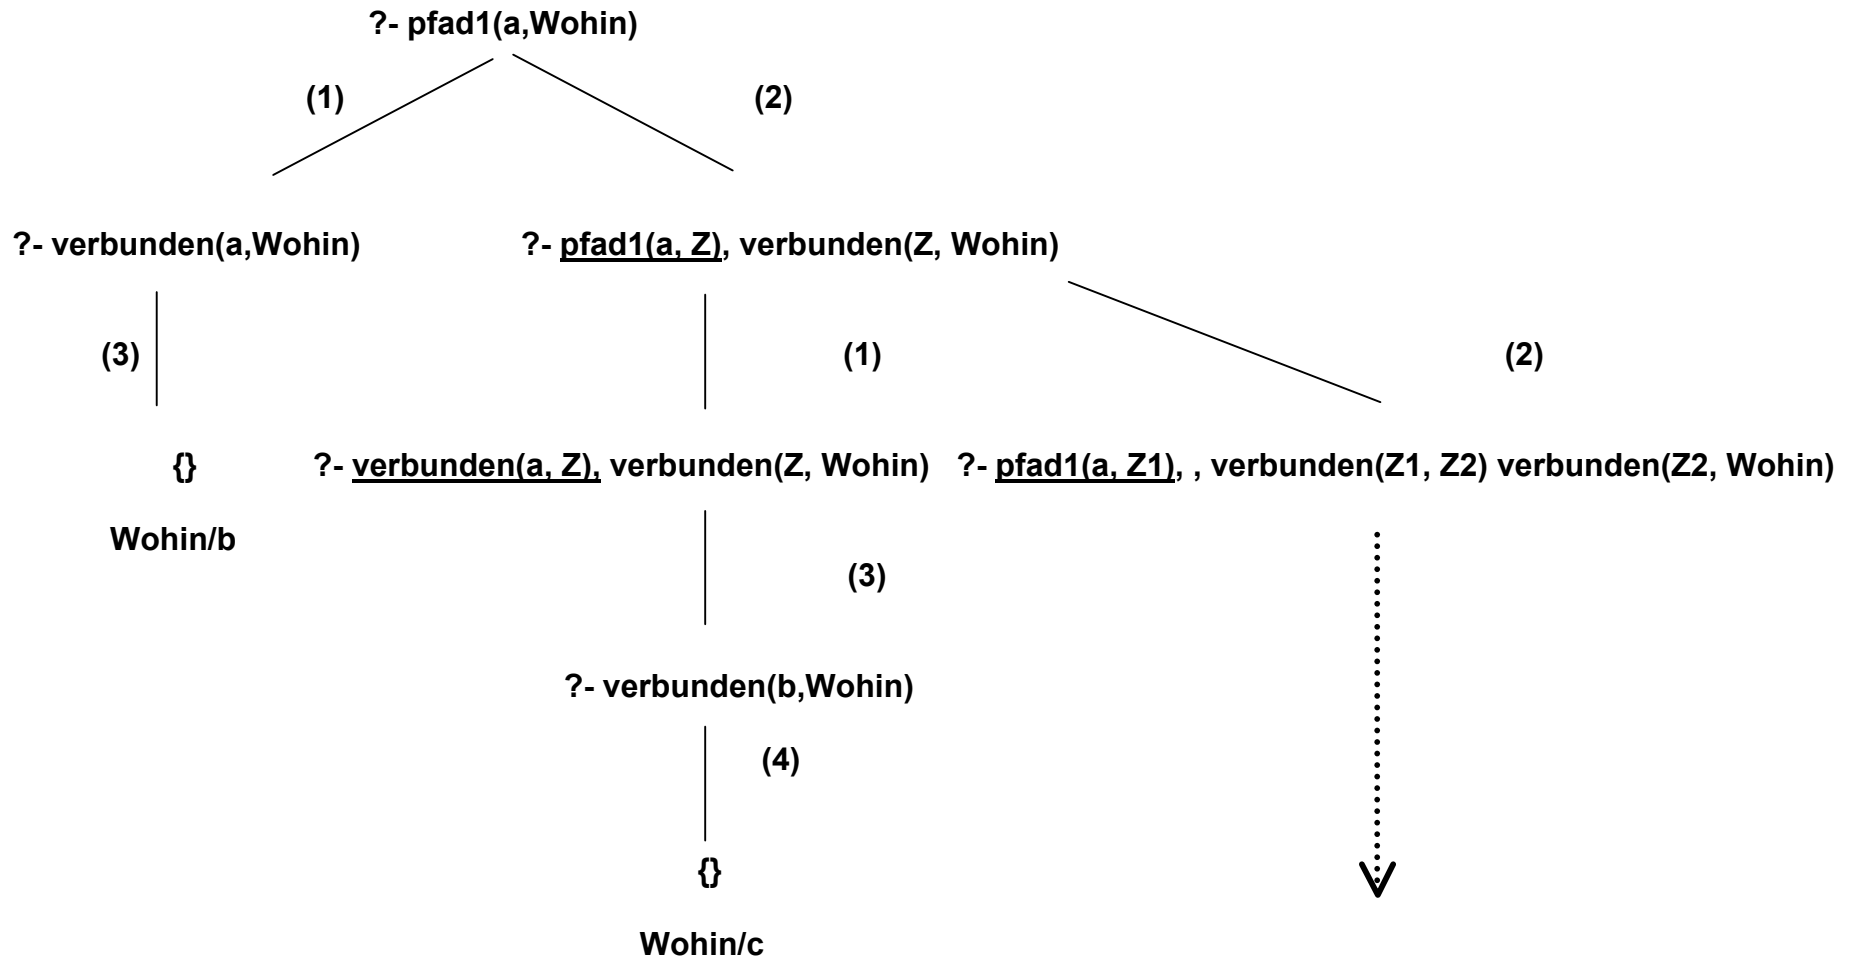 ?- pfad1(a,Wohin)
(1) (2)
?- verbunden(a,Wohin) ?- pfad1(a, Z), verbunden(Z, Wohin)
(3) (1) (2)
{} ?- verbunden(a, Z), verbunden(Z, Wohin) ?- pfad1(a, Z1), , verbunden(Z1, Z2) verbunden(Z2, Wohin)
Wohin/b
(3)
?- verbunden(b,Wohin)
(4)
{}
Wohin/c